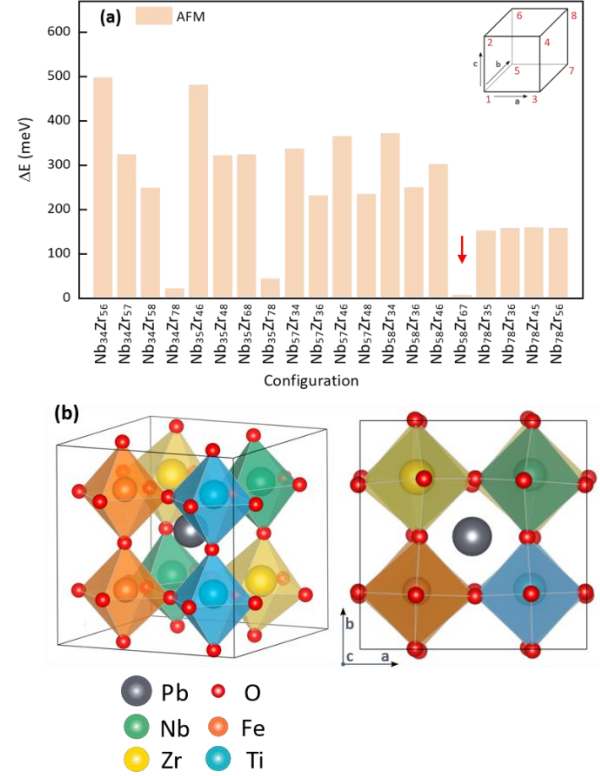 (a)
AFM
600
500
400
300
200
100
0
ΔE (meV)
6 8
2 4
c b
5 7
1 a 3
Nb₃₄Zr₅₆
Nb₃₄Zr₅₇
Nb₃₄Zr₅₈
Nb₃₄Zr₇₈
Nb₃₅Zr₄₆
Nb₃₅Zr₄₈
Nb₃₅Zr₆₈
Nb₃₅Zr₇₈
Nb₅₇Zr₃₄
Nb₅₇Zr₃₆
Nb₅₇Zr₄₆
Nb₅₇Zr₄₈
Nb₅₈Zr₃₄
Nb₅₈Zr₃₆
Nb₅₈Zr₄₆
Nb₅₈Zr₆₇
Nb₇₈Zr₃₅
Nb₇₈Zr₃₆
Nb₇₈Zr₄₅
Nb₇₈Zr₅₆
Configuration
(b)
b
c a
Pb O
Nb Fe
Zr Ti